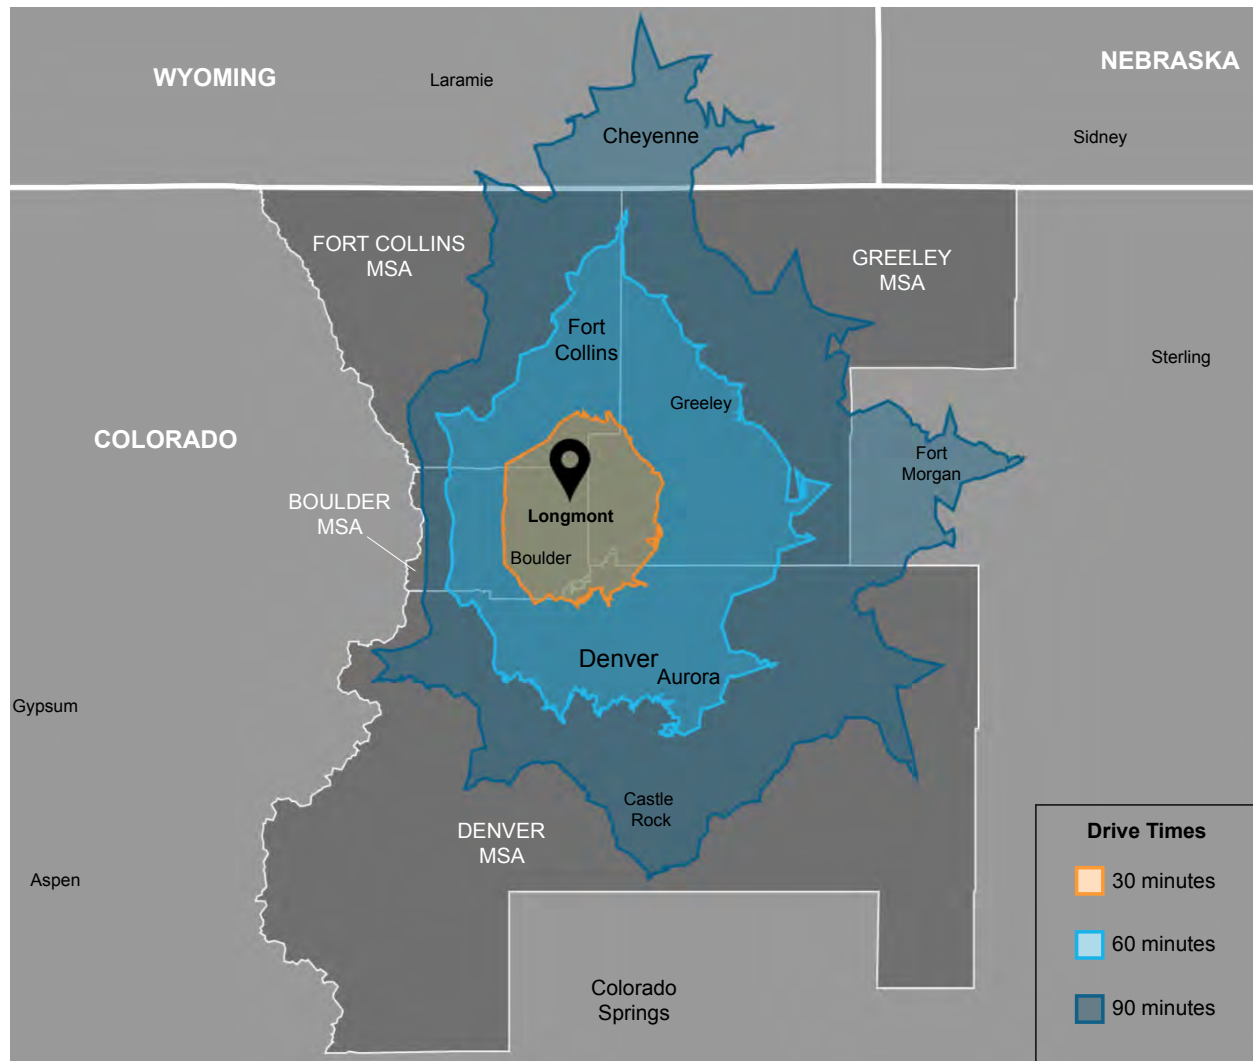 WYOMING
Laramie
NEBRASKA
Cheyenne
Sidney
FORT COLLINS
MSA
GREELEY
MSA
Fort
Collins
Sterling
Greeley
COLORADO
Fort
Morgan
BOULDER
MSA
Longmont
Boulder
Denver
Aurora
Gypsum
Castle
Rock
DENVER
MSA
Aspen
Colorado
Springs
Drive Times
30 minutes
60 minutes
90 minutes